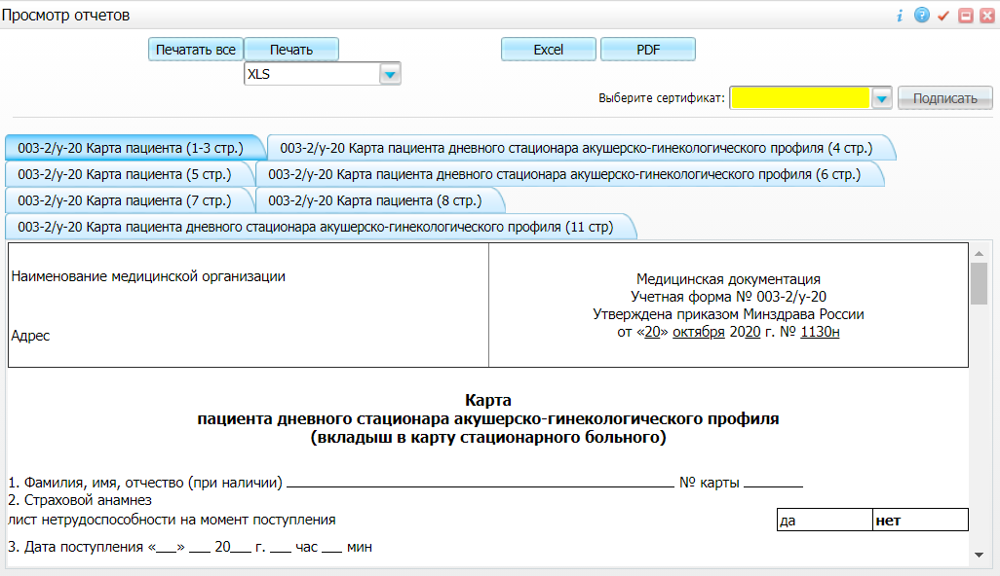 Просмотр отчетов
Печатать все Печать Excel PDF
XLS
Выберите сертификат: Подписать
003-2/у-20 Карта пациента (1-3 стр.) 003-2/у-20 Карта пациента дневного стационара акушерско-гинекологического профиля (4 стр.)
003-2/у-20 Карта пациента (5 стр.) 003-2/у-20 Карта пациента дневного стационара акушерско-гинекологического профиля (6 стр.)
003-2/у-20 Карта пациента (7 стр.) 003-2/у-20 Карта пациента (8 стр.)
003-2/у-20 Карта пациента дневного стационара акушерско-гинекологического профиля (11 стр)
Наименование медицинской организации
Адрес
Медицинская документация
Учетная форма № 003-2/у-20
Утверждена приказом Минздрава России
от «20» октября 2020 г. № 1130н
Карта
пациента дневного стационара акушерско-гинекологического профиля
(вкладыш в карту стационарного больного)
1. Фамилия, имя, отчество (при наличии) ______ № карты ______
2. Страховой анамнез
лист нетрудоспособности на момент поступления да нет
3. Дата поступления «___» ___ 20___ г. ___ час ___ мин